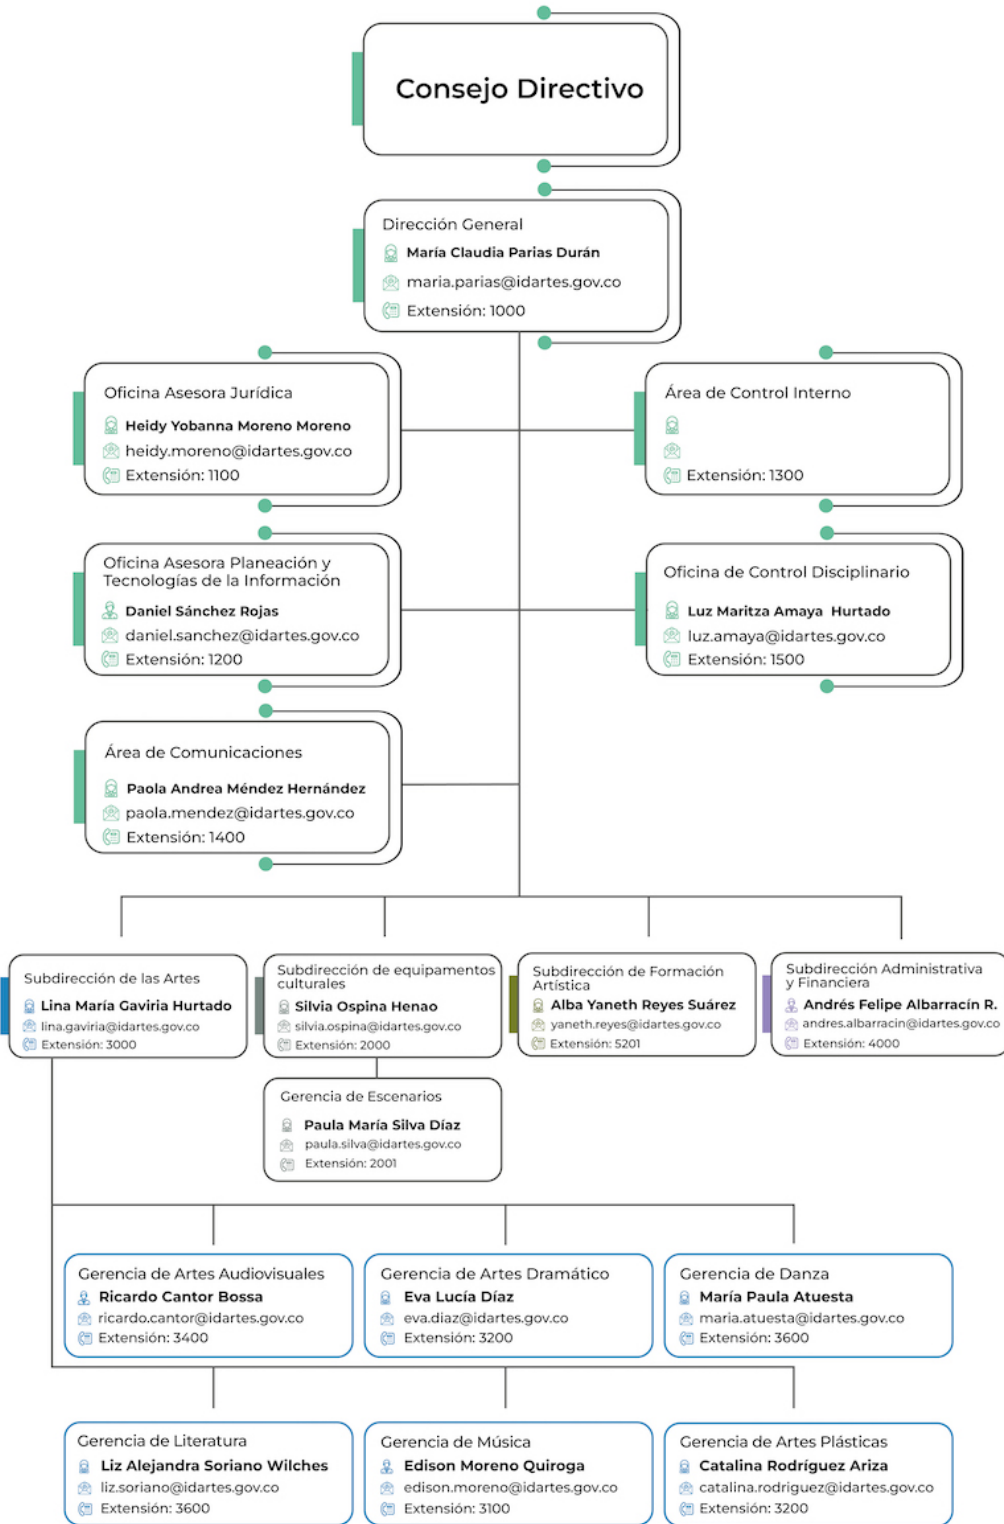 Consejo Directivo
Dirección General
María Claudia Parias Durán
maria.parias@idartes.gov.co
Extensión: 1000
Oficina Asesora Jurídica
Heidy Yobanna Moreno Moreno
heidy.moreno@idartes.gov.co
Extensión: 1100
Área de Control Interno
Extensión: 1300
Oficina Asesora Planeación y
Tecnologías de la Información
Daniel Sánchez Rojas
daniel.sanchez@idartes.gov.co
Extensión: 1200
Oficina de Control Disciplinario
Luz Maritza Amaya Hurtado
luz.amaya@idartes.gov.co
Extensión: 1500
Área de Comunicaciones
Paola Andrea Méndez Hernández
paola.mendez@idartes.gov.co
Extensión: 1400
Subdirección de las Artes
Lina María Gaviria Hurtado
lina.gaviria@idartes.gov.co
Extensión: 3000
Subdirección de equipamentos
culturales
Silvia Ospina Henao
silvia.ospina@idartes.gov.co
Extensión: 2000
Subdirección de Formación
Artística
Alba Yaneth Reyes Suárez
yaneth.reyes@idartes.gov.co
Extensión: 5201
Subdirección Administrativa
y Financiera
Andrés Felipe Albarracín R.
andres.albarracin@idartes.gov.co
Extensión: 4000
Gerencia de Escenarios
Paula María Silva Díaz
paula.silva@idartes.gov.co
Extensión: 2001
Gerencia de Artes Audiovisuales
Ricardo Cantor Bossa
ricardo.cantor@idartes.gov.co
Extensión: 3400
Gerencia de Artes Dramático
Eva Lucía Díaz
eva.diaz@idartes.gov.co
Extensión: 3200
Gerencia de Danza
María Paula Atuesta
maria.atuesta@idartes.gov.co
Extensión: 3600
Gerencia de Literatura
Liz Alejandra Soriano Wilches
liz.soriano@idartes.gov.co
Extensión: 3600
Gerencia de Música
Edison Moreno Quiroga
edison.moreno@idartes.gov.co
Extensión: 3100
Gerencia de Artes Plásticas
Catalina Rodríguez Ariza
catalina.rodriguez@idartes.gov.co
Extensión: 3200